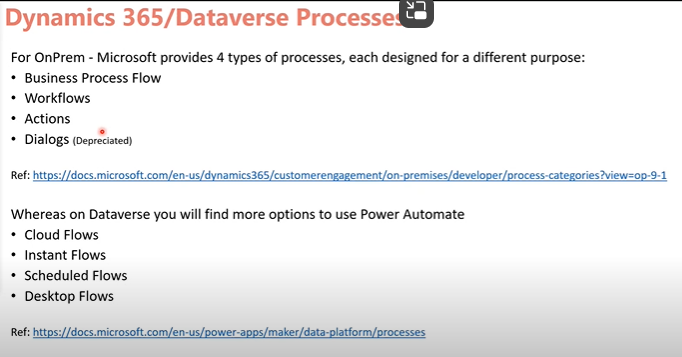 Dynamics 365/Dataverse Processes
For OnPrem - Microsoft provides 4 types of processes, each designed for a different purpose:
• Business Process Flow
• Workflows
• Actions
• Dialogs (Depreciated)
Ref: https://docs.microsoft.com/en-us/dynamics365/customerengagement/on-premises/developer/process-categories?view=op-9-1
Whereas on Dataverse you will find more options to use Power Automate
• Cloud Flows
• Instant Flows
• Scheduled Flows
• Desktop Flows
Ref: https://docs.microsoft.com/en-us/power-apps/maker/data-platform/processes